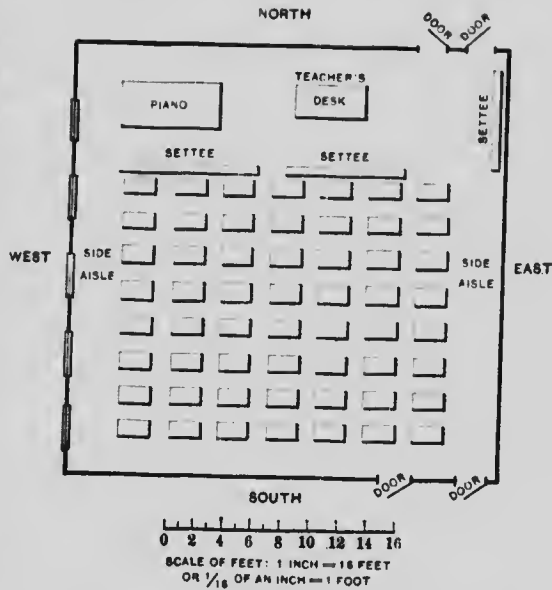 NORTH
DOOR DOOR
TEACHER'S
PIANO
DESK
SETTEE
SETTEE
SETTEE
WEST
SIDE
AISLE
SIDE
AISLE
EAST
DOOR
DOOR
SOUTH
0 2 4 6 8 10 12 14 16
SCALE OF FEET: 1 INCH = 16 FEET
OR 1/16 OF AN INCH = 1 FOOT